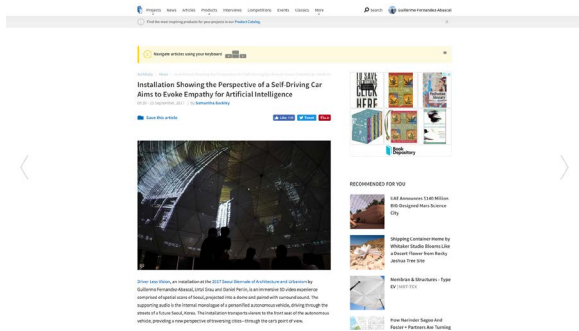 Projects News Articles Products Interviews Competitions Events Classics More
Search Guillermo Fernandez-Abascal
Find the most inspiring products for your projects in our Product Catalog.
Navigate articles using your keyboard
Installation Showing the Perspective of a Self-Driving Car
Aims to Evoke Empathy for Artificial Intelligence
Save this article
Tweet
CLICK
HERE
Book
Depository
RECOMMENDED FOR YOU
UAE Announces $140 Million
BIG-Designed Mars Science
City
Shipping Container Home by
Whitaker Studio Blooms Like
a Desert Flower from Rocky
Joshua Tree Site
Membran & Structures - Type
EV
How Narinder Sagoo And
Foster + Partners Are Turning
Driver Less Vision, an installation at the 2017 Seoul Biennale of Architecture and Urbanism by
Guillermo Fernandez-Abascal, Urtzi Grau and Daniel Perlin, is an immersive 3D video experience
comprised of spatial scans of Seoul, projected into a dome and paired with surround sound. The
supporting audio is the internal monologue of a personified autonomous vehicle, driving through the
streets of a future Seoul, Korea. The installation transports viewers to the front seat of the autonomous
vehicle, providing a new perspective of traversing cities—through the car's point of view.